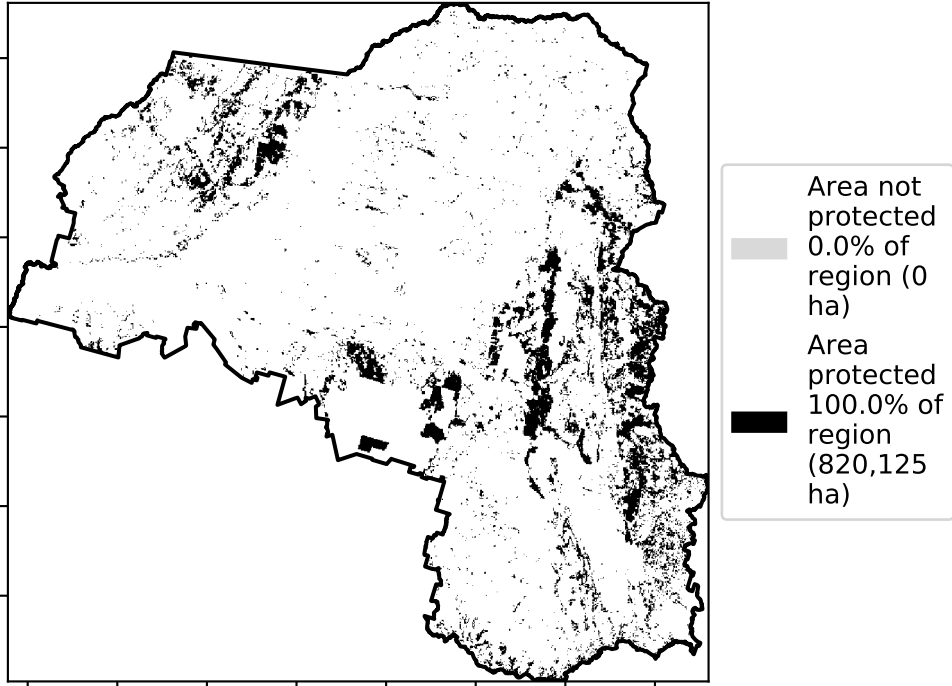 Area not
protected
0.0% of
region (0
ha)
Area
protected
100.0% of
region
(820,125
ha)